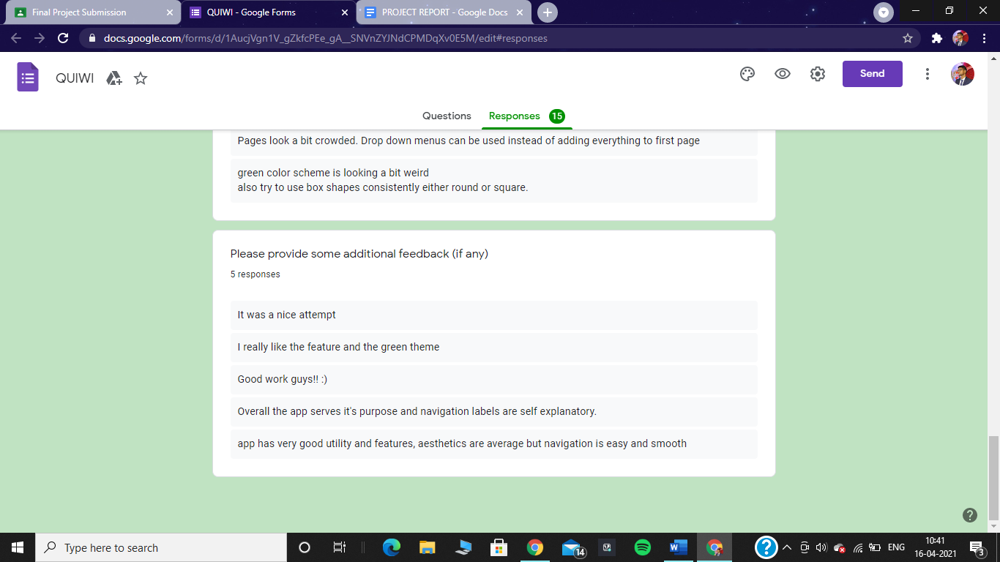 Final Project Submission
QUIWI - Google Forms
PROJECT REPORT - Google Docs
docs.google.com/forms/d/1AucjVgn1V_gZkfcPEe_gA__SNVnZYJNdCPMDqXv0E5M/edit#responses
QUIWI
Send
Questions
Responses 15
Pages look a bit crowded. Drop down menus can be used instead of adding everything to first page
green color scheme is looking a bit weird
also try to use box shapes consistently either round or square.
Please provide some additional feedback (if any)
5 responses
It was a nice attempt
I really like the feature and the green theme
Good work guys!! :)
Overall the app serves it's purpose and navigation labels are self explanatory.
app has very good utility and features, aesthetics are average but navigation is easy and smooth
Type here to search
14
ENG
10:41
16-04-2021
3